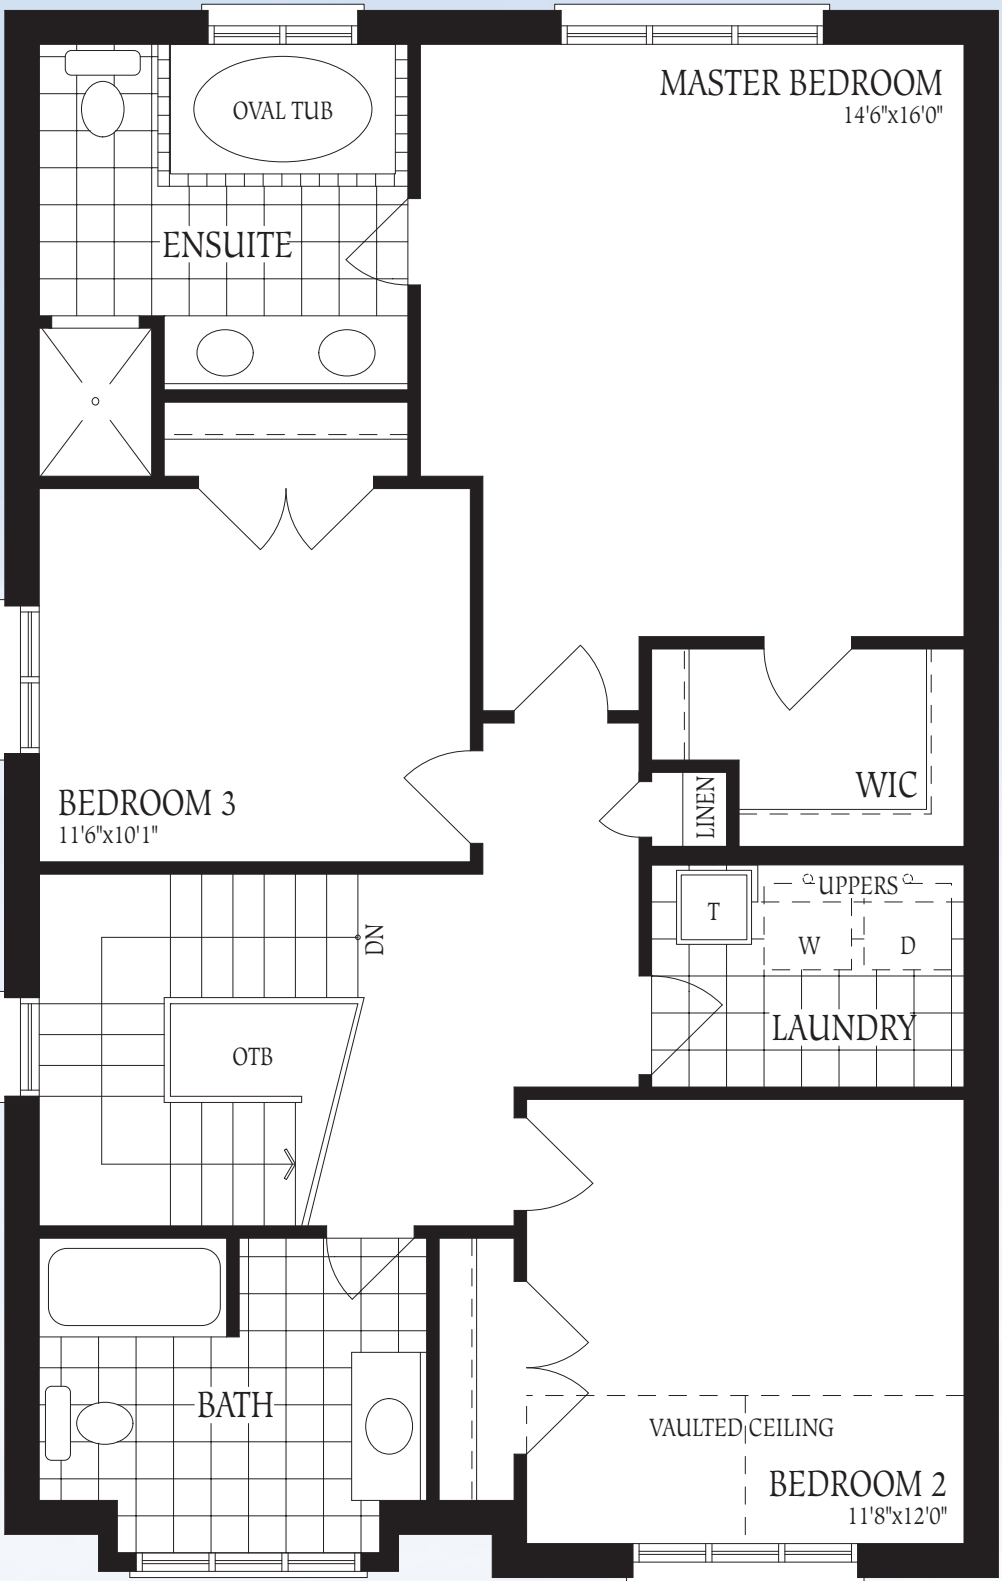 MASTER BEDROOM
14'6"x16'0"
OVAL TUB
ENSUITE
BEDROOM 3
11'6"x10'1"
WIC
LINEN
UPPERS
T
W
D
LAUNDRY
DN
OTB
BATH
VAULTED CEILING
BEDROOM 2
11'8"x12'0"